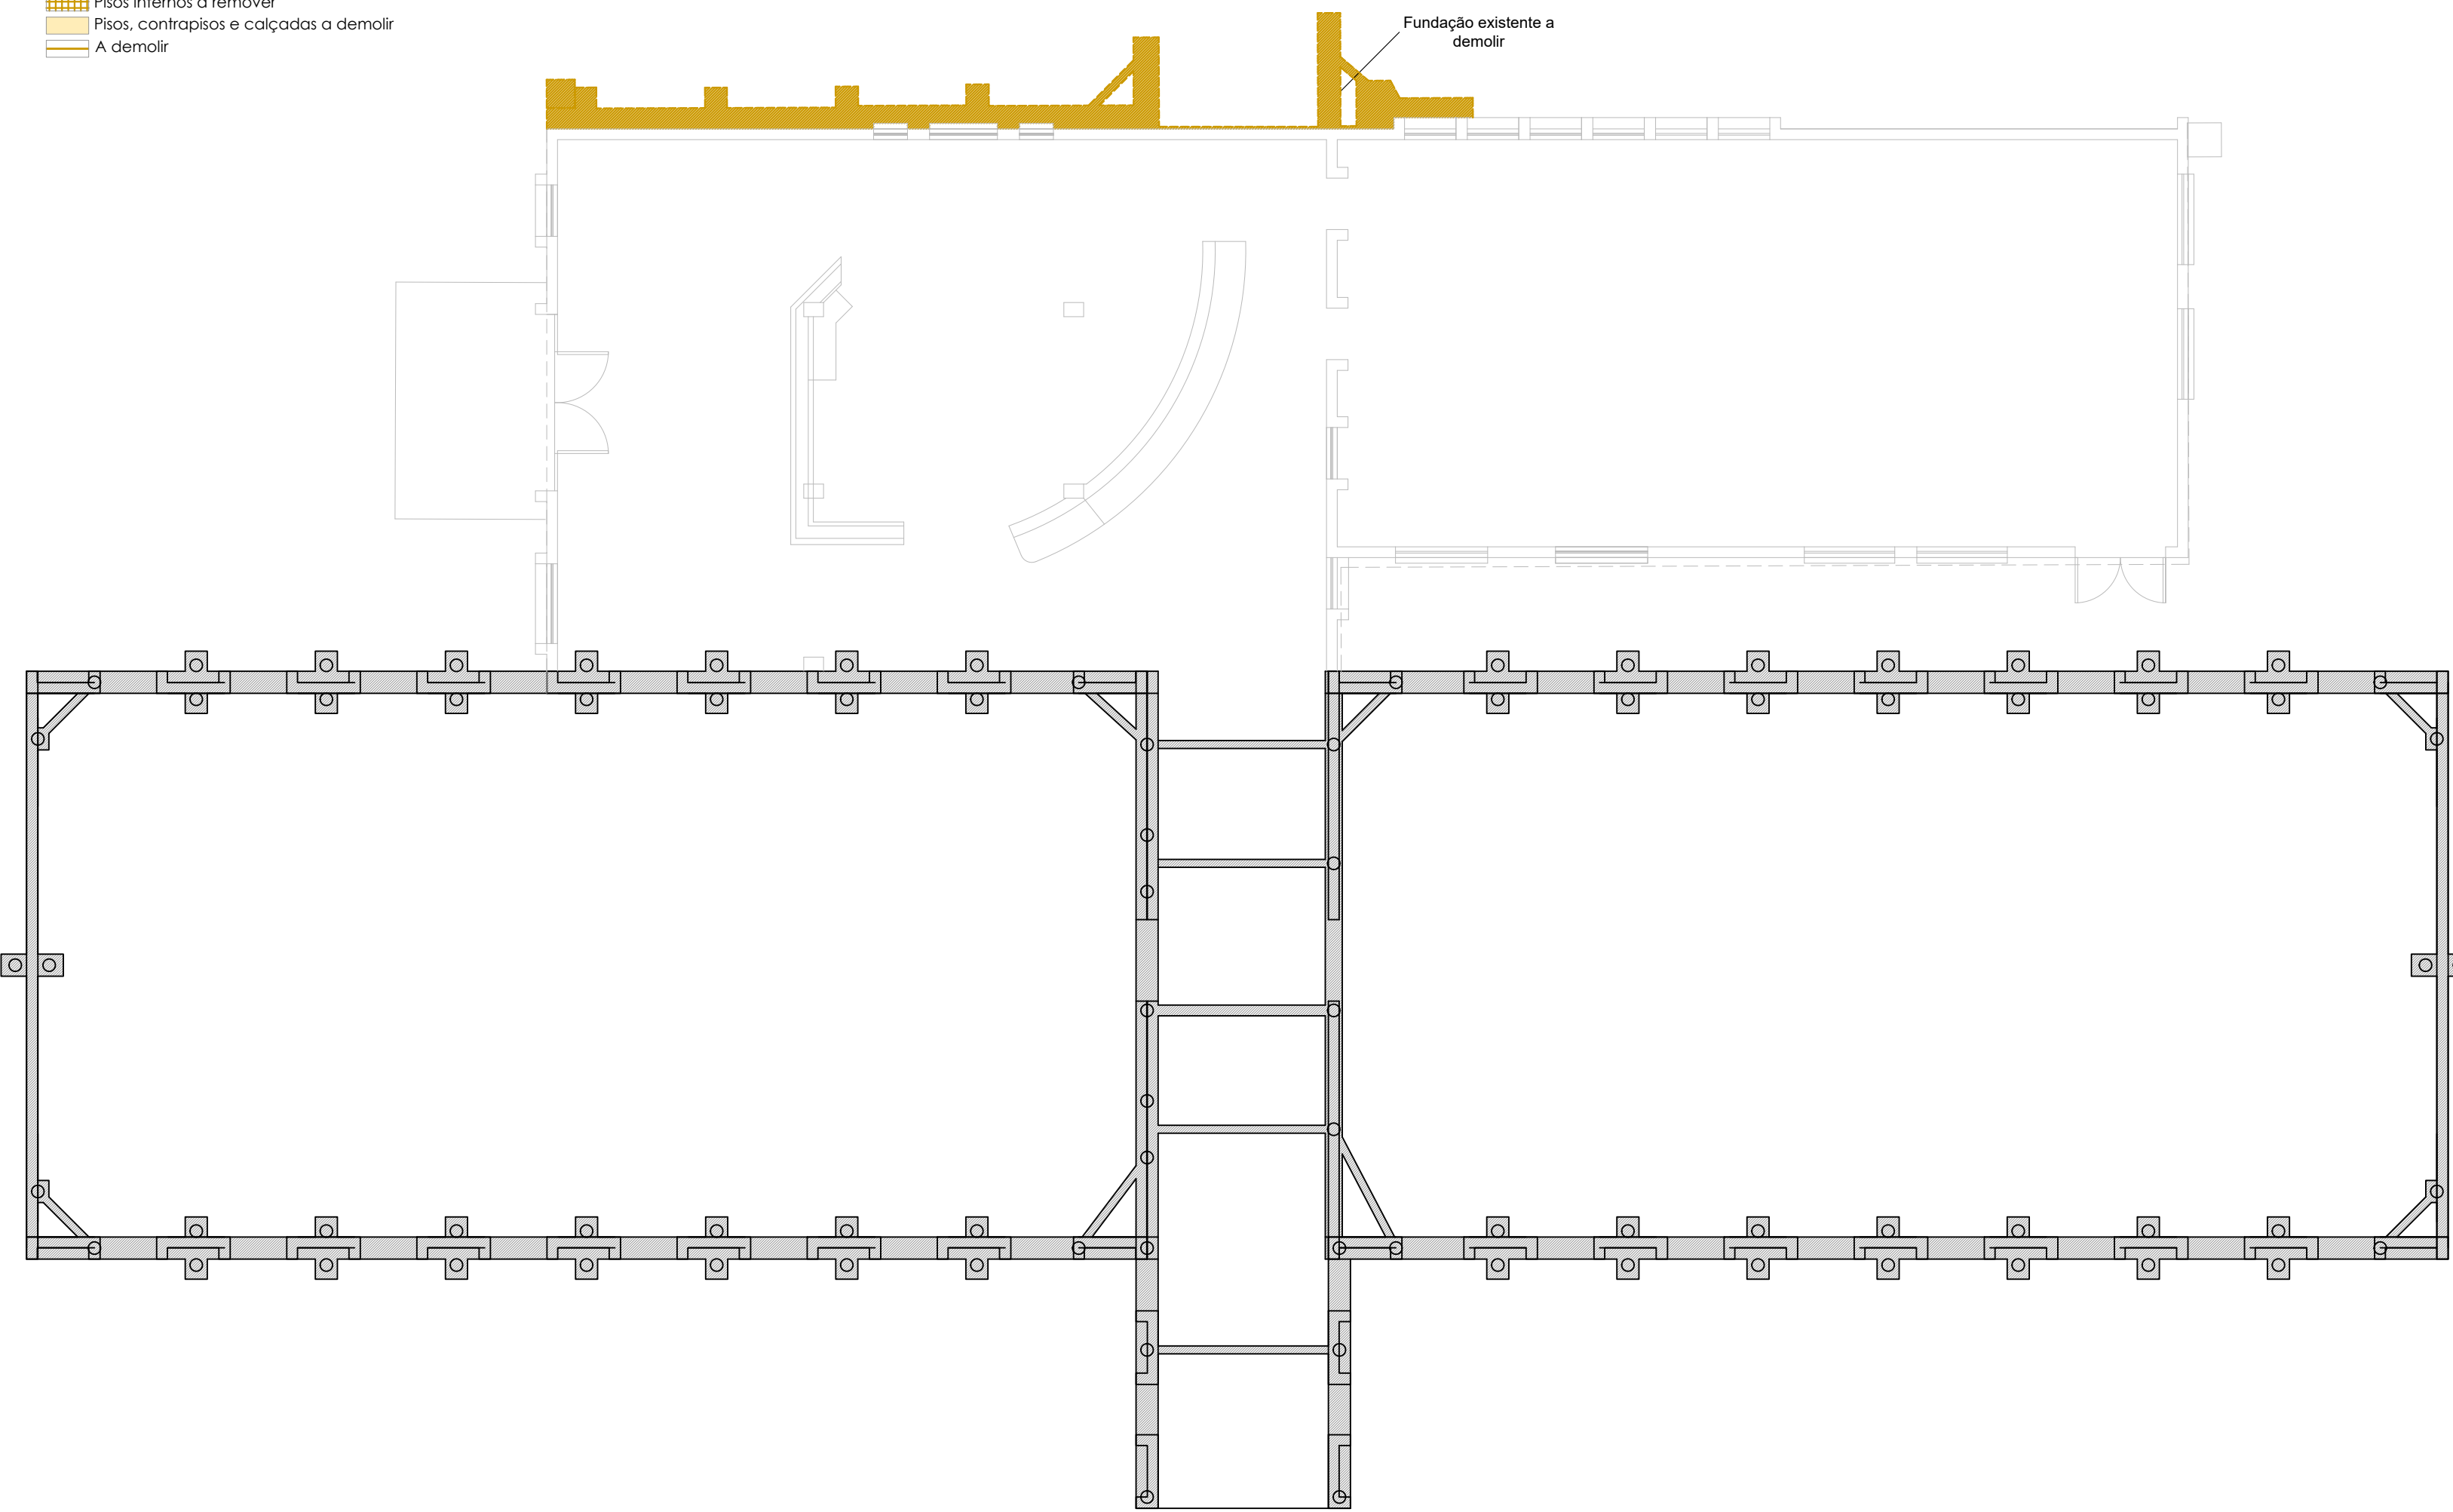 Pisos internos a remover
Pisos, contrapisos e calçadas a demolir
A demolir
Fundação existente a
demolir